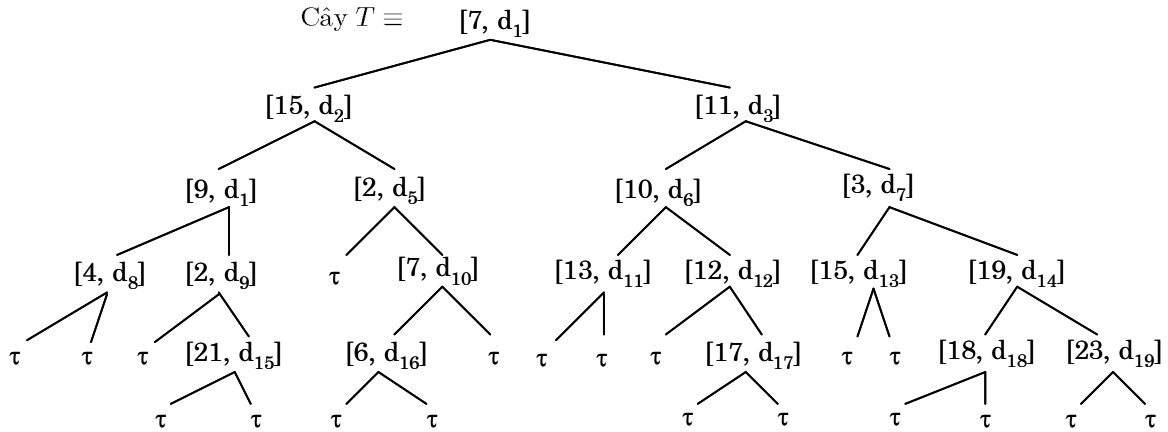 Cây T ≡ [7, d₁]
[15, d₂] [11, d₃]
[9, d₁] [2, d₅] [10, d₆] [3, d₇]
[4, d₈] [2, d₉] τ [7, d₁₀] [13, d₁₁] [12, d₁₂] [15, d₁₃] [19, d₁₄]
τ τ τ [21, d₁₅] [6, d₁₆] τ τ τ τ [17, d₁₇] τ τ [18, d₁₈] [23, d₁₉]
τ τ τ τ τ τ τ τ τ τ